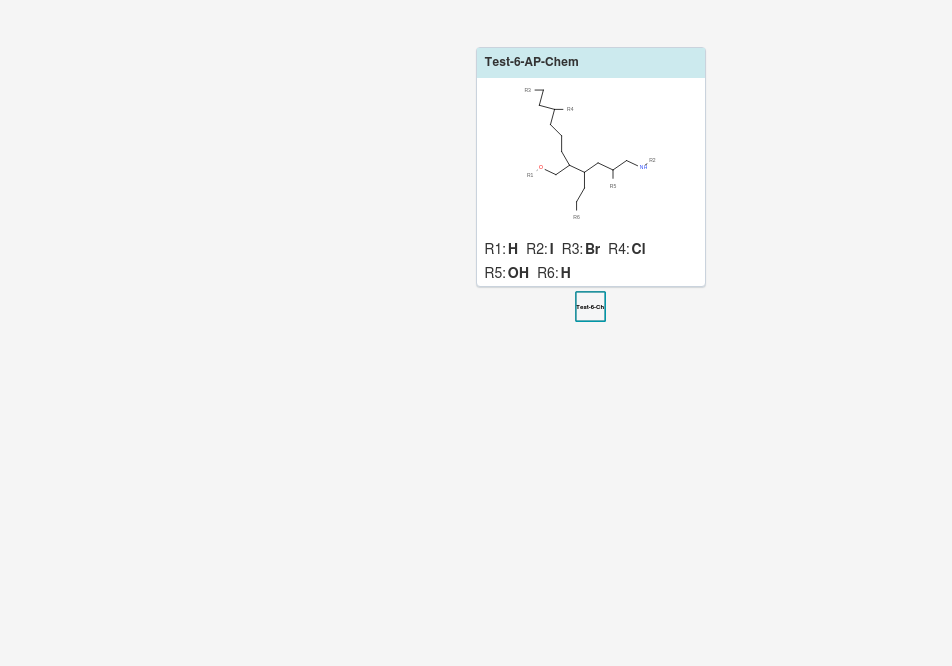 Test-6-AP-Chem
R3
R4
O
R1
NH
R2
R5
R6
R1: H R2: I R3: Br R4: Cl
R5: OH R6: H
Test-6-Ch